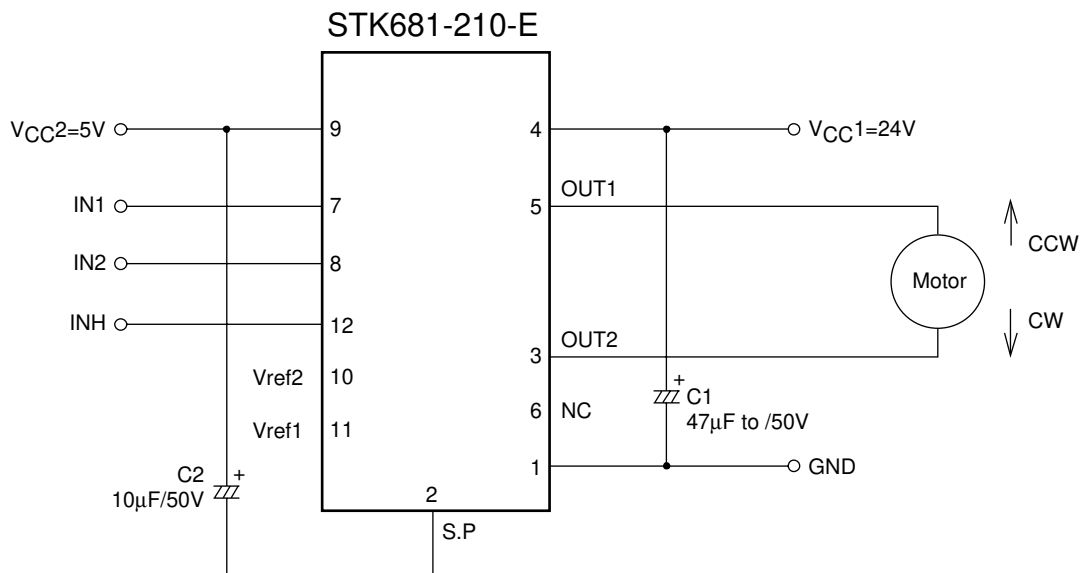 STK681-210-E
VCC2=5V
9
4
VCC1=24V
IN1
7
5
OUT1
CCW
IN2
8
Motor
INH
12
CW
3
OUT2
Vref2
10
6
NC
+
C1
47μF to /50V
Vref1
11
1
GND
C2
+
10μF/50V
2
S.P